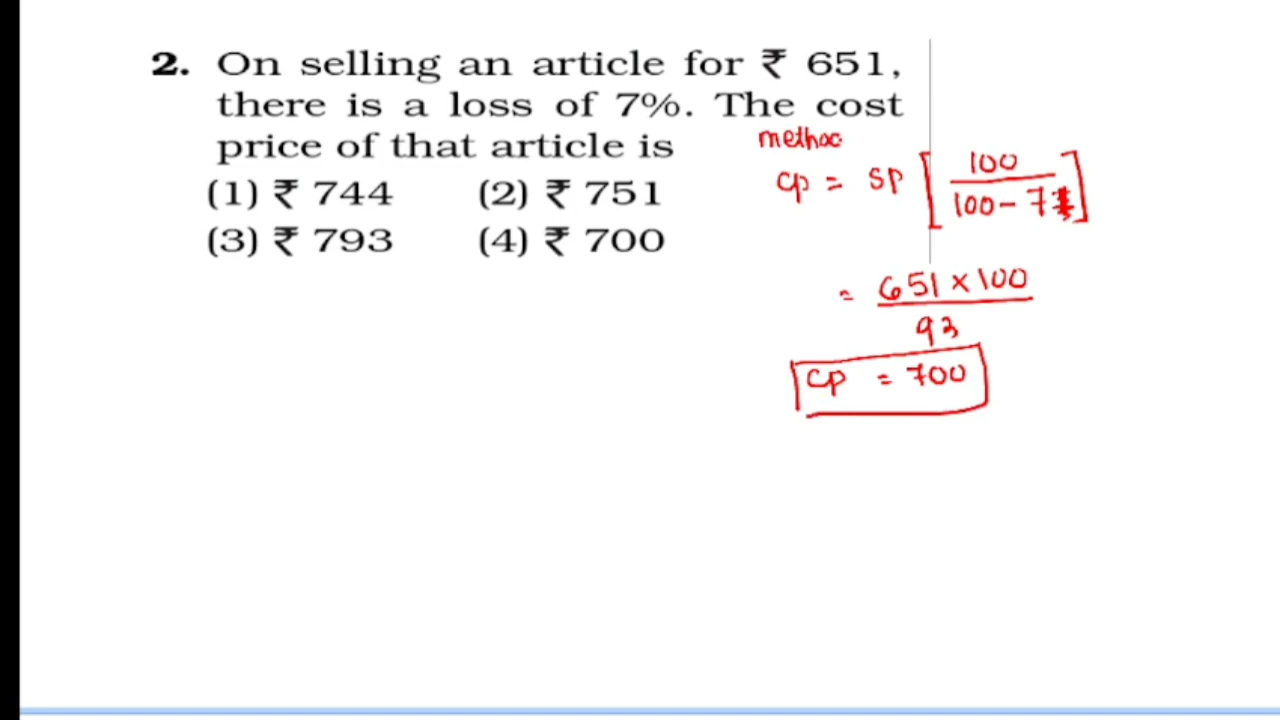 2. On selling an article for ₹ 651,
there is a loss of 7%. The cost
price of that article is
(1) ₹ 744 (2) ₹ 751
(3) ₹ 793 (4) ₹ 700
methoc
CP = SP [ 100 / 100 - 7 ]
= 651 × 100 / 93
CP = 700